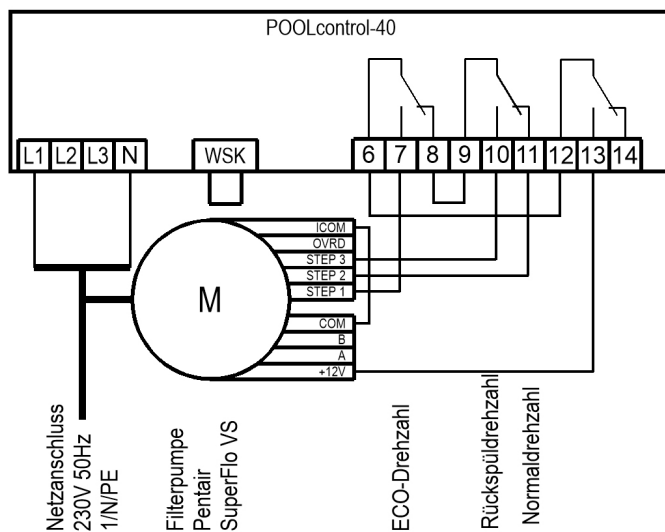 POOLcontrol-40
L1 L2 L3 N
WSK
6 7 8 9 10 11 12 13 14
ICOM
OVRD
STEP 3
STEP 2
STEP 1
M
COM
B
A
+12V
Netzanschluss
230V 50Hz
1/N/PE
Filterpumpe
Pentair
SuperFlo VS
ECO-Drehzahl
Rückspüldrehzahl
Normaldrehzahl